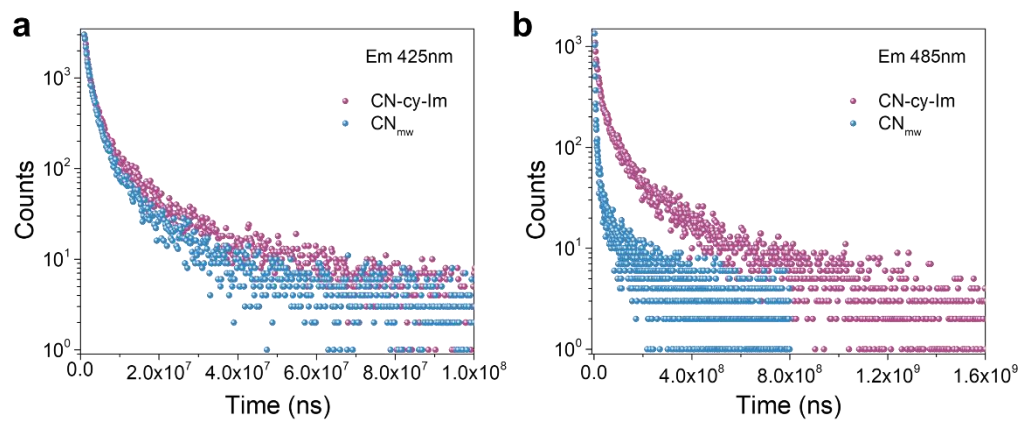 a
Em 425nm
CN-cy-Im
CNmw
Counts
10³
10²
10¹
10⁰
0.0 2.0x10⁷ 4.0x10⁷ 6.0x10⁷ 8.0x10⁷ 1.0x10⁸
Time (ns)
b
Em 485nm
CN-cy-Im
CNmw
Counts
10³
10²
10¹
10⁰
0.0 4.0x10⁸ 8.0x10⁸ 1.2x10⁹ 1.6x10⁹
Time (ns)